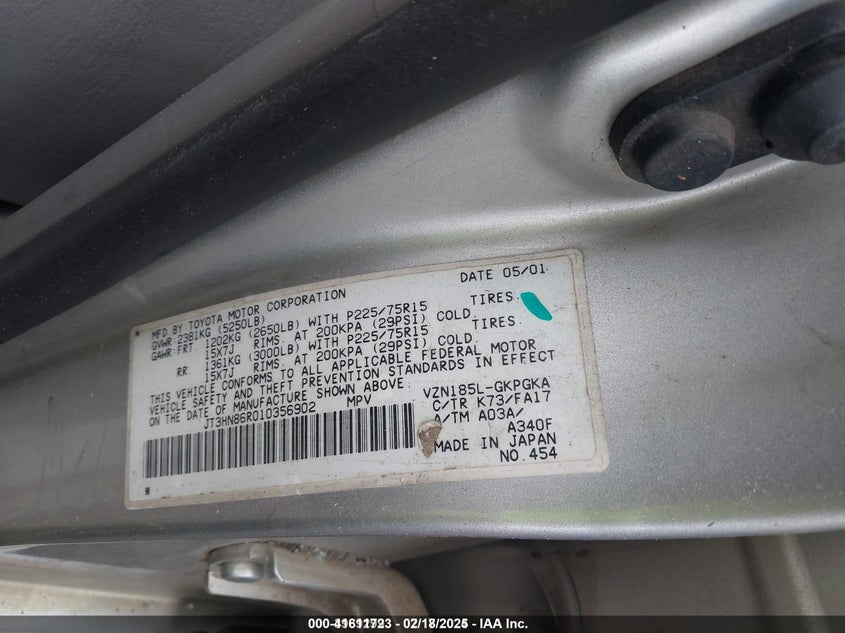 MFD BY TOYOTA MOTOR CORPORATION DATE 05/01
GVWR 2381KG (5250LB)
GAWR FRT 1202KG (2650LB) WITH P225/75R15 TIRES
15X7J RIMS. AT 200KPA (29PSI) COLD.
RR 1361KG (3000LB) WITH P225/75R15 TIRES
15X7J RIMS. AT 200KPA (29PSI) COLD.
THIS VEHICLE CONFORMS TO ALL APPLICABLE FEDERAL MOTOR
VEHICLE SAFETY AND THEFT PREVENTION STANDARDS IN EFFECT
ON THE DATE OF MANUFACTURE SHOWN ABOVE
JT3HN86R010356902 MPV
VZN185L-GKPGKA
C/TR K73/FA17
A/TM A03A/
A340F
MADE IN JAPAN
NO.454
02/18/2025 - IAA Inc.